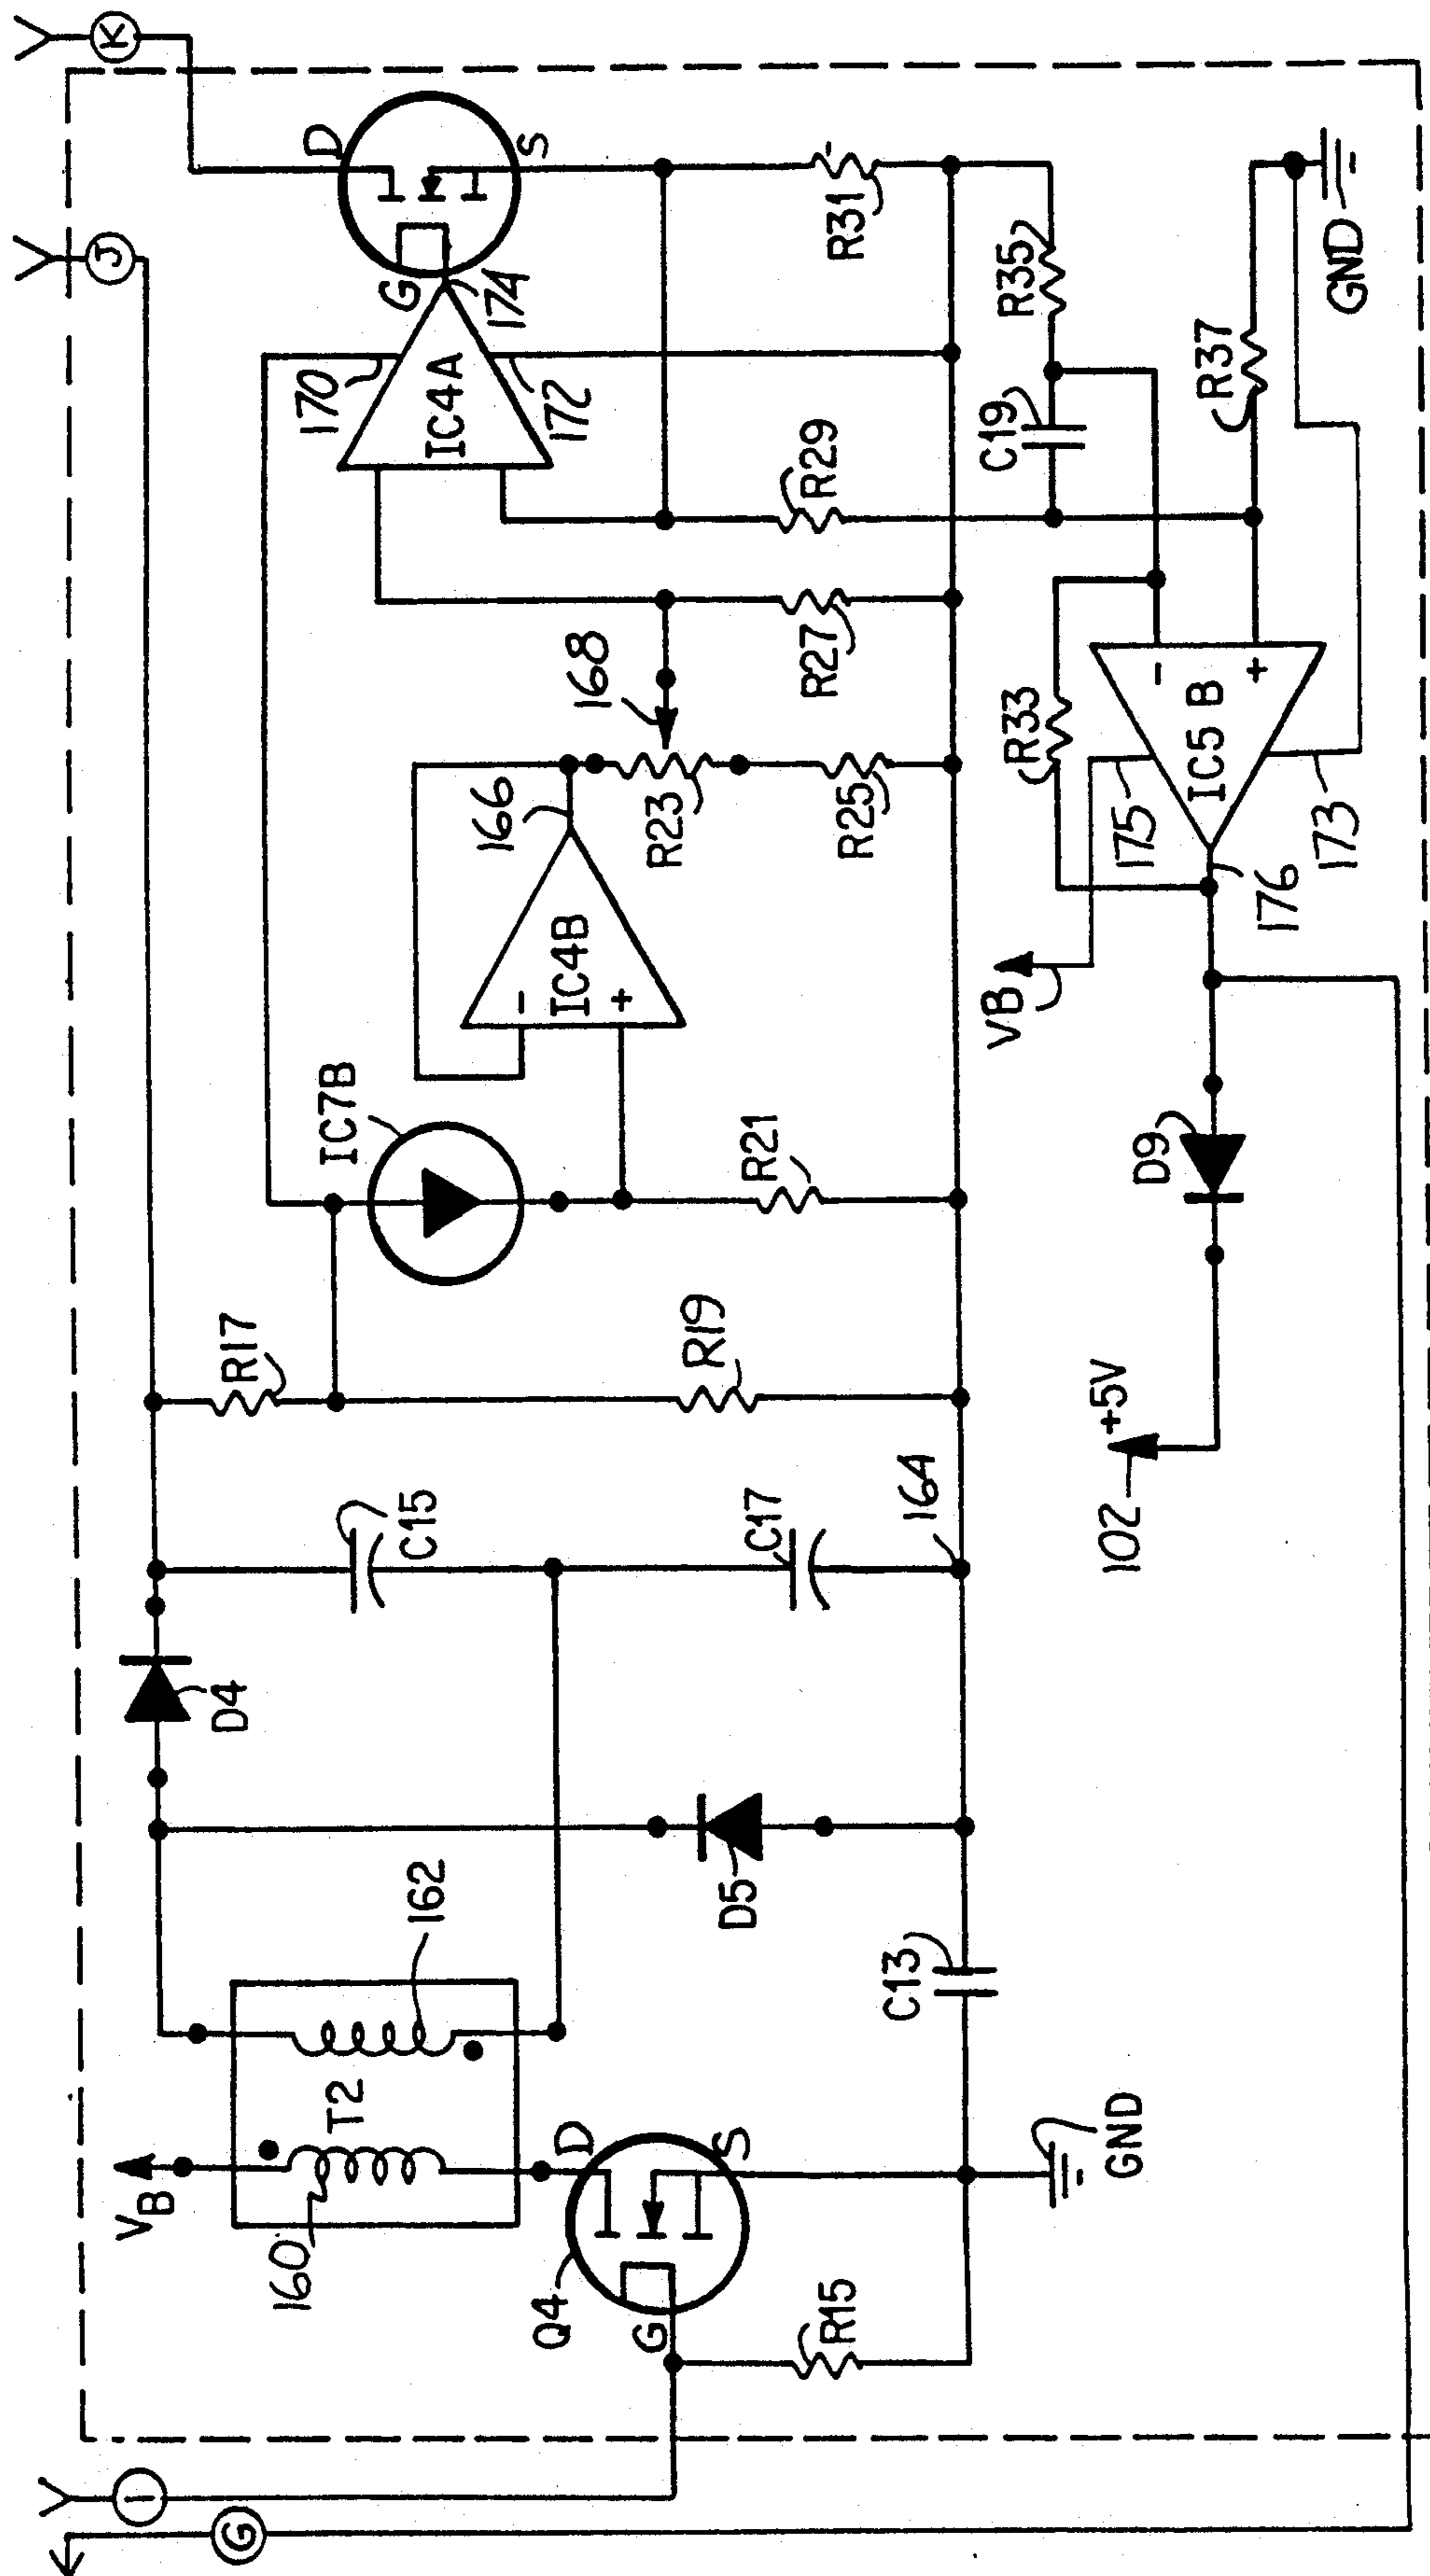 K
J
D
S
G
174
170
IC4A
172
R31
R35
GND
R37
C19
R29
168
R27
166
R23
R25
R33
IC5 B
-
+
175
173
176
VB
IC4B
-
+
IC7B
R21
D9
R17
R19
+5V
102
C15
C17
164
D4
162
D5
C13
T2
VB
160
D
S
Q4
G
R15
GND
I
G